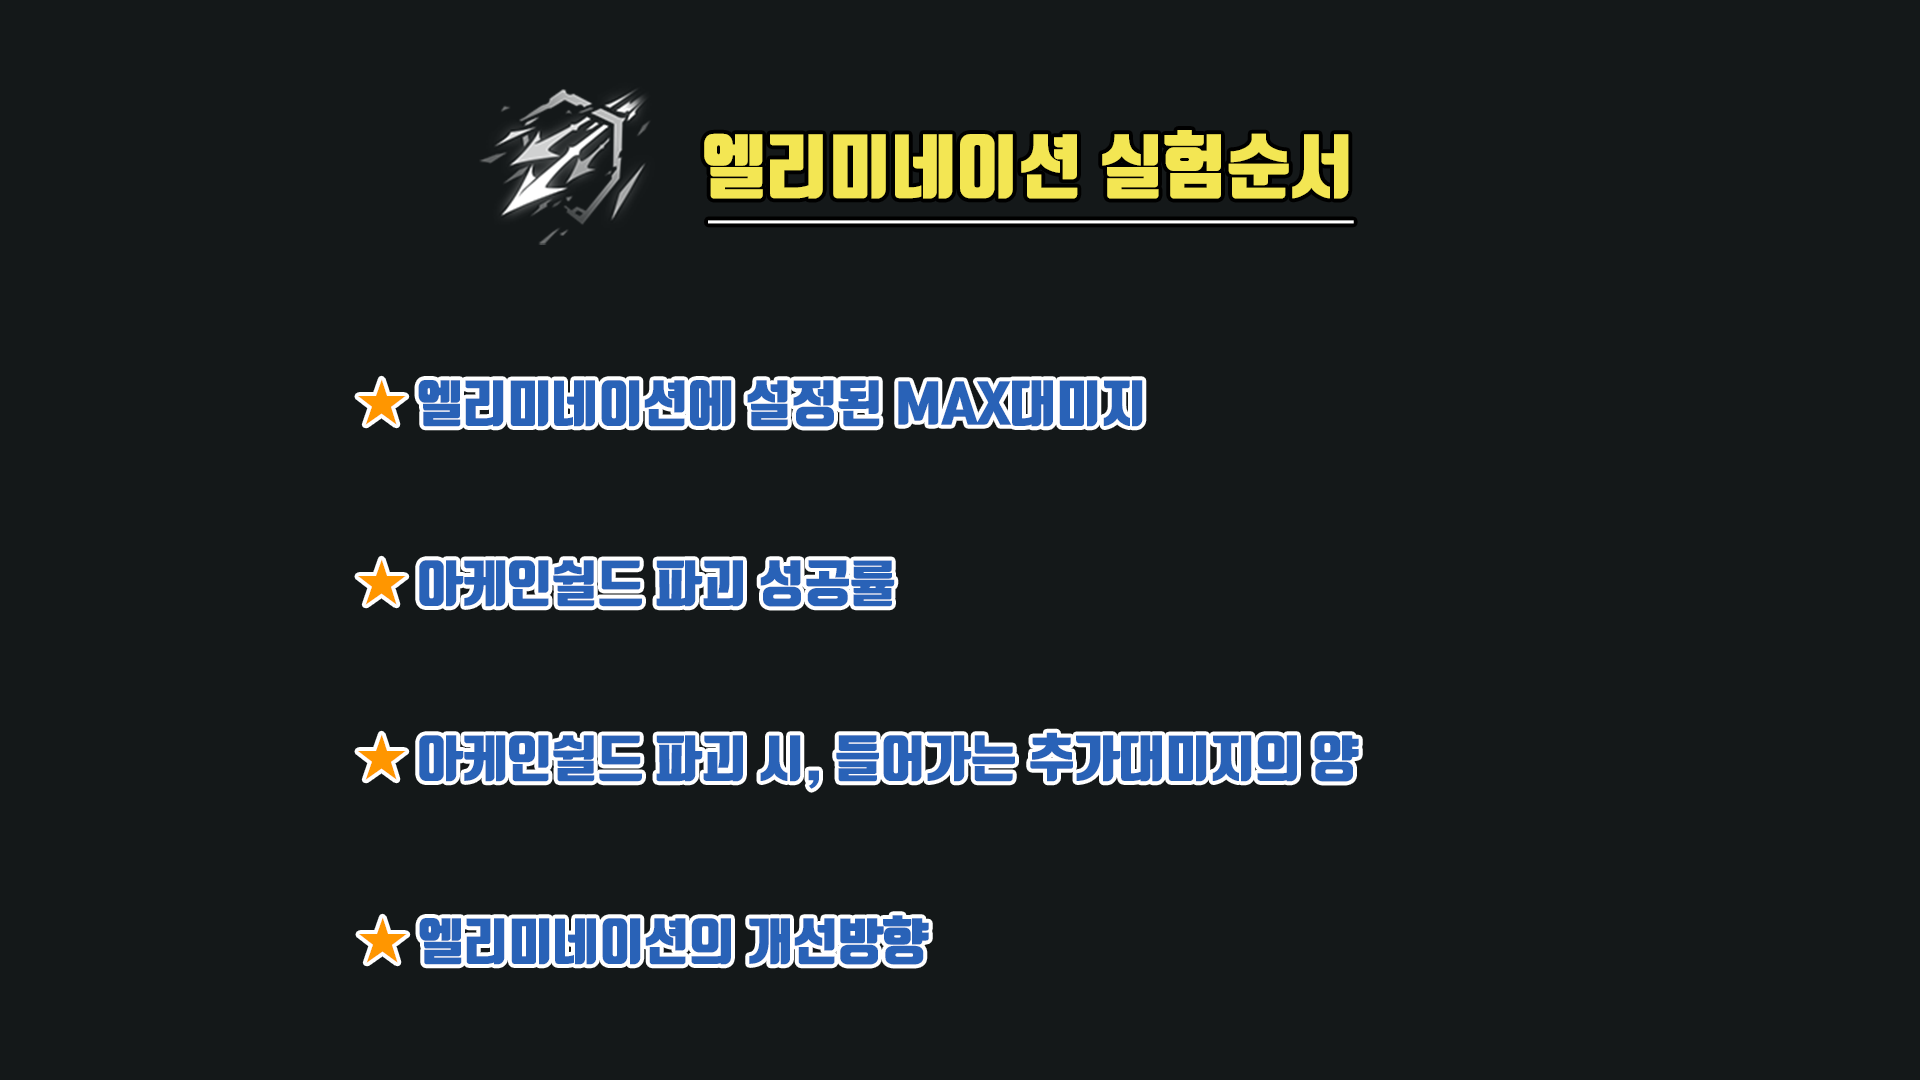 엘리미네이션 실험순서
★ 엘리미네이션에 설정된 MAX대미지
★ 아케인쉴드 파괴 성공률
★ 아케인쉴드 파괴 시, 들어가는 추가대미지의 양
★ 엘리미네이션의 개선방향